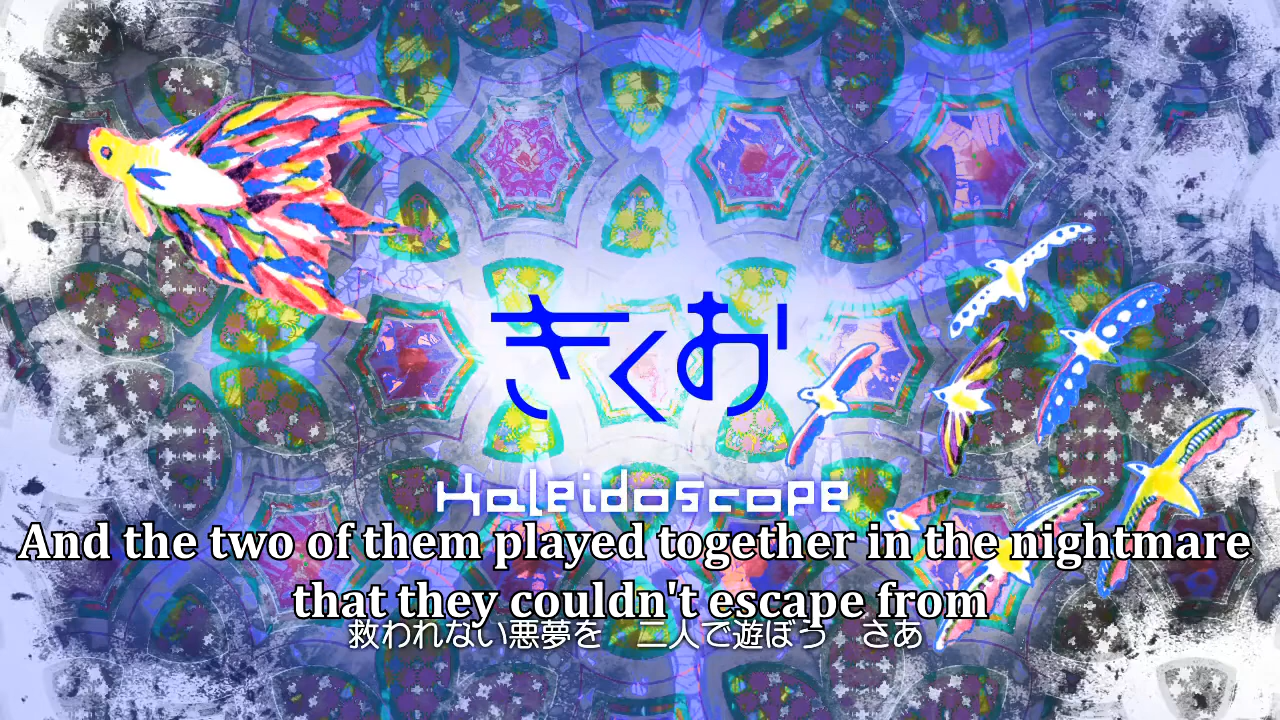 きくお
Kaleidoscope
And the two of them played together in the nightmare
that they couldn't escape from
救われない悪夢を　二人で遊ぼう　さあ